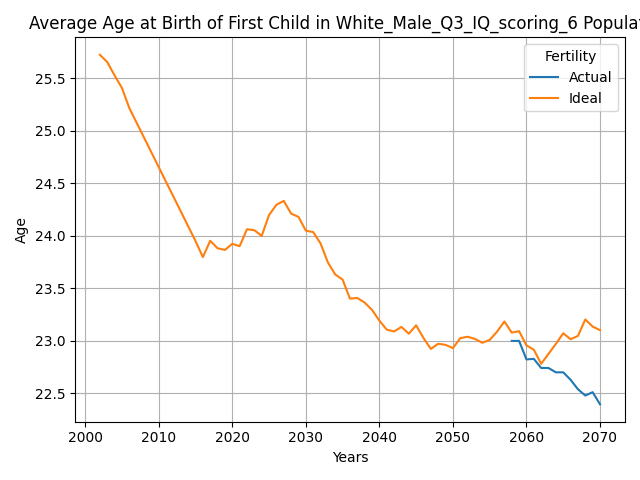 Average Age at Birth of First Child in White_Male_Q3_IQ_scoring_6 Populat
Fertility
Actual
Ideal
25.5
25.0
24.5
24.0
23.5
23.0
22.5
Age
2000 2010 2020 2030 2040 2050 2060 2070
Years